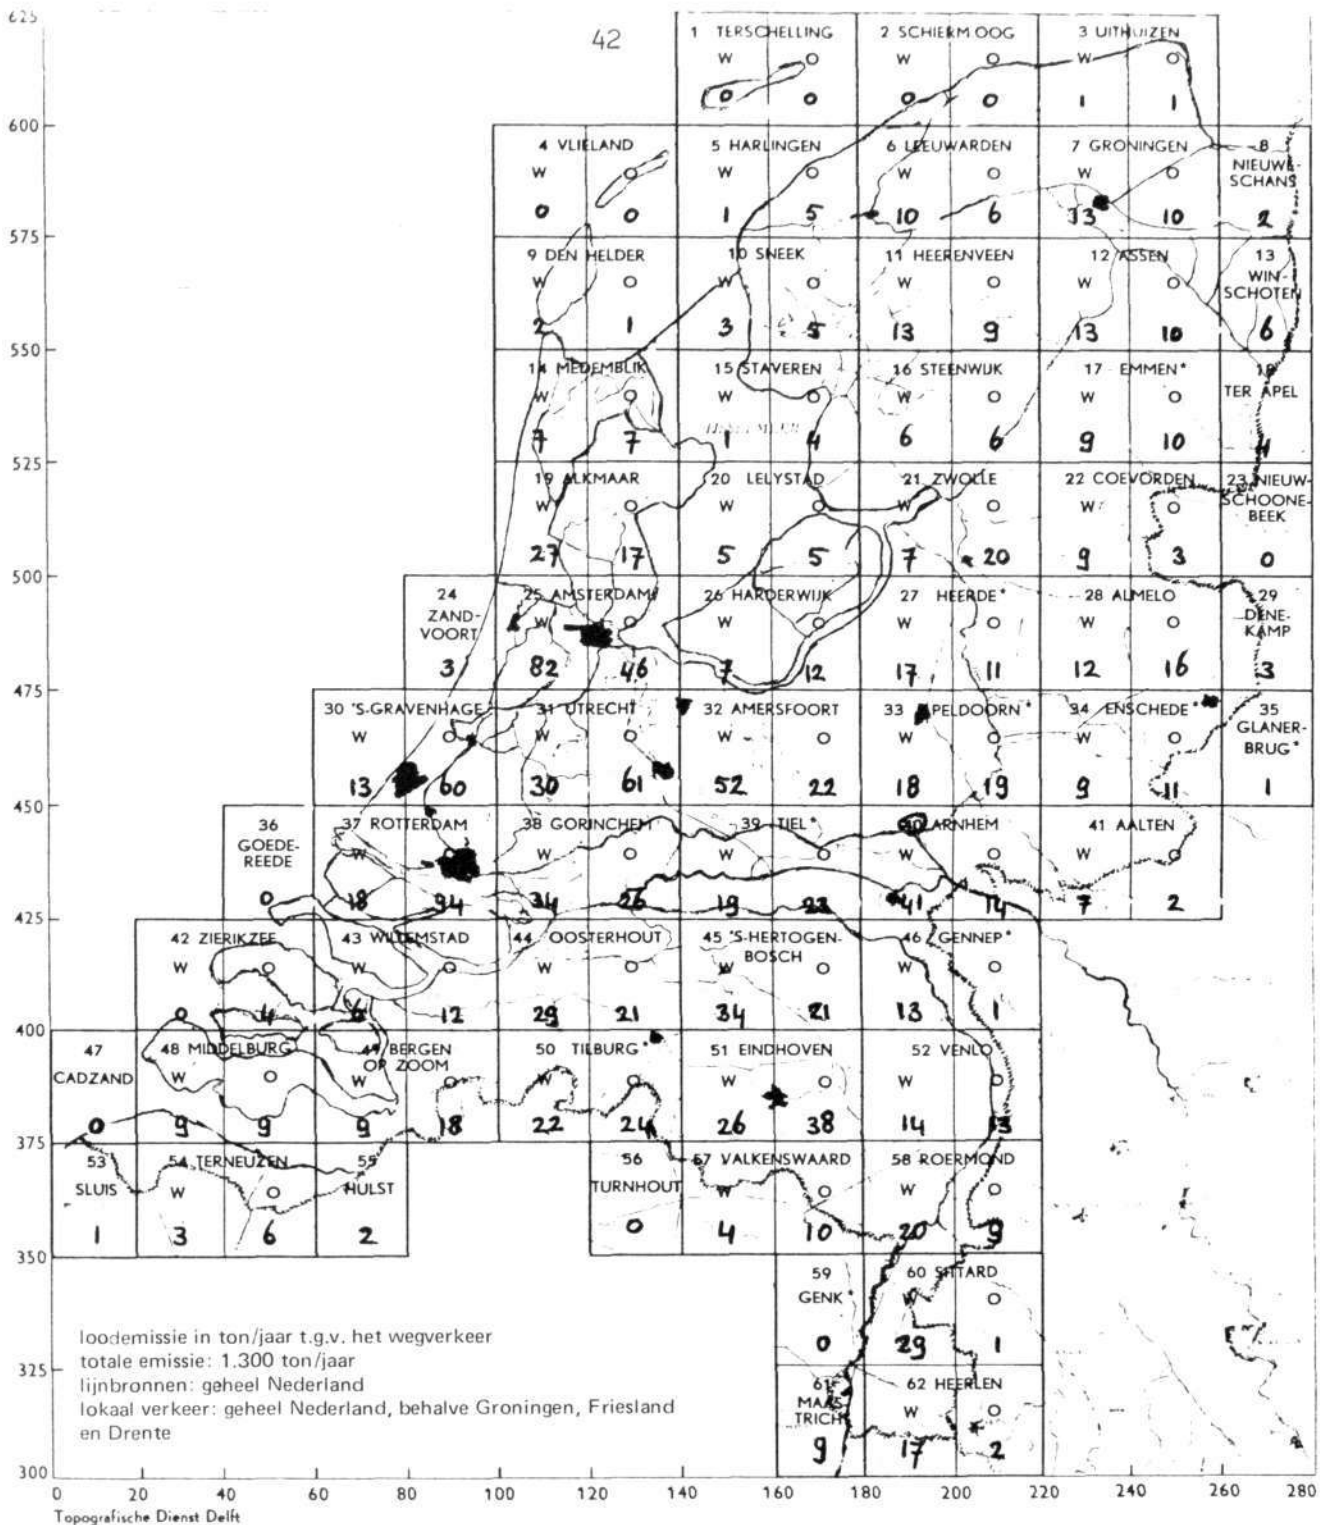 625
42
1 TERSCHELLING 2 SCHIERM OOG 3 UITHUIZEN
W O W O W O
0 0 0 0 1 1
600
4 VLIELAND 5 HARLINGEN 6 LEEUWARDEN 7 GRONINGEN 8 NIEUWE-SCHANS
W O W O W O W O
0 0 1 5 10 6 13 10 2
575
9 DEN HELDER 10 SNEEK 11 HEERENVEEN 12 ASSEN 13 WIN-SCHOTEN
W O W O W O W O
2 1 3 5 13 9 13 10 6
550
14 MEDEMBLIK 15 STAVEREN 16 STEENWIJK 17 EMMEN* 18 TER APEL
W O W O W O W O
7 7 1 4 6 6 9 10 4
525
19 ALKMAAR 20 LELYSTAD 21 ZWOLLE 22 COEVORDEN 23 NIEUW-SCHOONE-BEEK
W O W O W O W O
27 17 5 5 7 20 9 3 0
500
24 ZAND-VOORT 25 AMSTERDAM 26 HARDERWIJK 27 HEERDE* 28 ALMELO 29 DENE-KAMP
W O W O W O W O
3 82 46 7 12 17 11 12 16 3
475
30 'S-GRAVENHAGE 31 UTRECHT 32 AMERSFOORT 33 APELDOORN* 34 ENSCHEDE* 35 GLANER-BRUG*
W O W O W O W O W O
13 60 30 61 52 22 18 19 9 11 1
450
36 GOEDE-REEDE 37 ROTTERDAM 38 GORINCHEM 39 TIEL* 40 ARNHEM 41 AALTEN
W W O W O W O W O
0 18 94 34 26 19 23 41 14 7 2
425
42 ZIERIKZEE 43 WILLEMSTAD 44 OOSTERHOUT 45 'S-HERTOGEN-BOSCH 46 GENNEP*
W O W O W O W O W O
0 4 6 12 29 21 34 21 13 1
400
47 CADZAND 48 MIDDELBURG 49 BERGEN OP ZOOM 50 TILBURG* 51 EINDHOVEN 52 VENLO
W O W O W O W O W O
0 9 9 9 18 22 24 26 38 14 13
375
53 SLUIS 54 TERNEUZEN 55 HULST 56 TURNHOUT 57 VALKENSWAARD 58 ROERMOND
W O W O W O
1 3 6 2 0 4 10 20 9
350
59 GENK* 60 SITTARD
W O
0 29 1
loodemissie in ton/jaar t.g.v. het wegverkeer
totale emissie: 1.300 ton/jaar
325
lijnbronnen: geheel Nederland
61 MAASTRICHT 62 HEERLEN
lokaal verkeer: geheel Nederland, behalve Groningen, Friesland
W O
en Drente
9 17 2
300
0 20 40 60 80 100 120 140 160 180 200 220 240 260 280
Topografische Dienst Delft